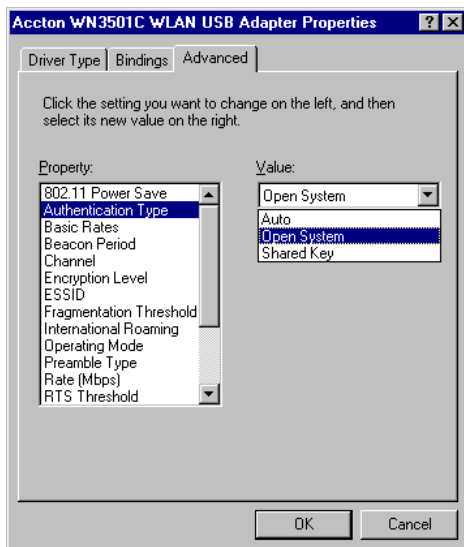 Accton WN3501C WLAN USB Adapter Properties
Driver Type
Bindings
Advanced
Click the setting you want to change on the left, and then
select its new value on the right.
Property:
802.11 Power Save
Authentication Type
Basic Rates
Beacon Period
Channel
Encryption Level
ESSID
Fragmentation Threshold
International Roaming
Operating Mode
Preamble Type
Rate (Mbps)
RTS Threshold
Value:
Open System
Auto
Open System
Shared Key
OK
Cancel